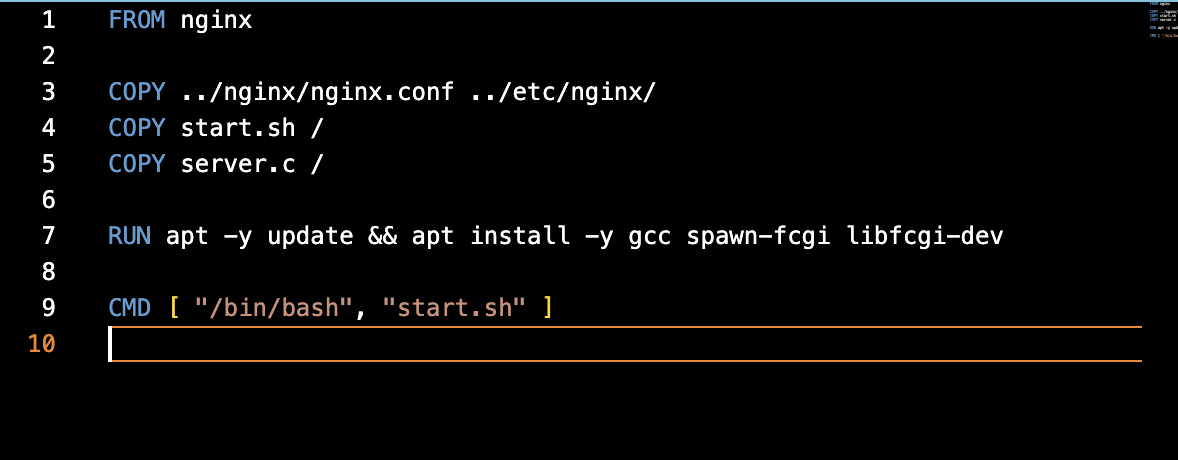 1 FROM nginx
2
3 COPY ../nginx/nginx.conf ../etc/nginx/
4 COPY start.sh /
5 COPY server.c /
6
7 RUN apt -y update && apt install -y gcc spawn-fcgi libfcgi-dev
8
9 CMD [ "/bin/bash", "start.sh" ]
10